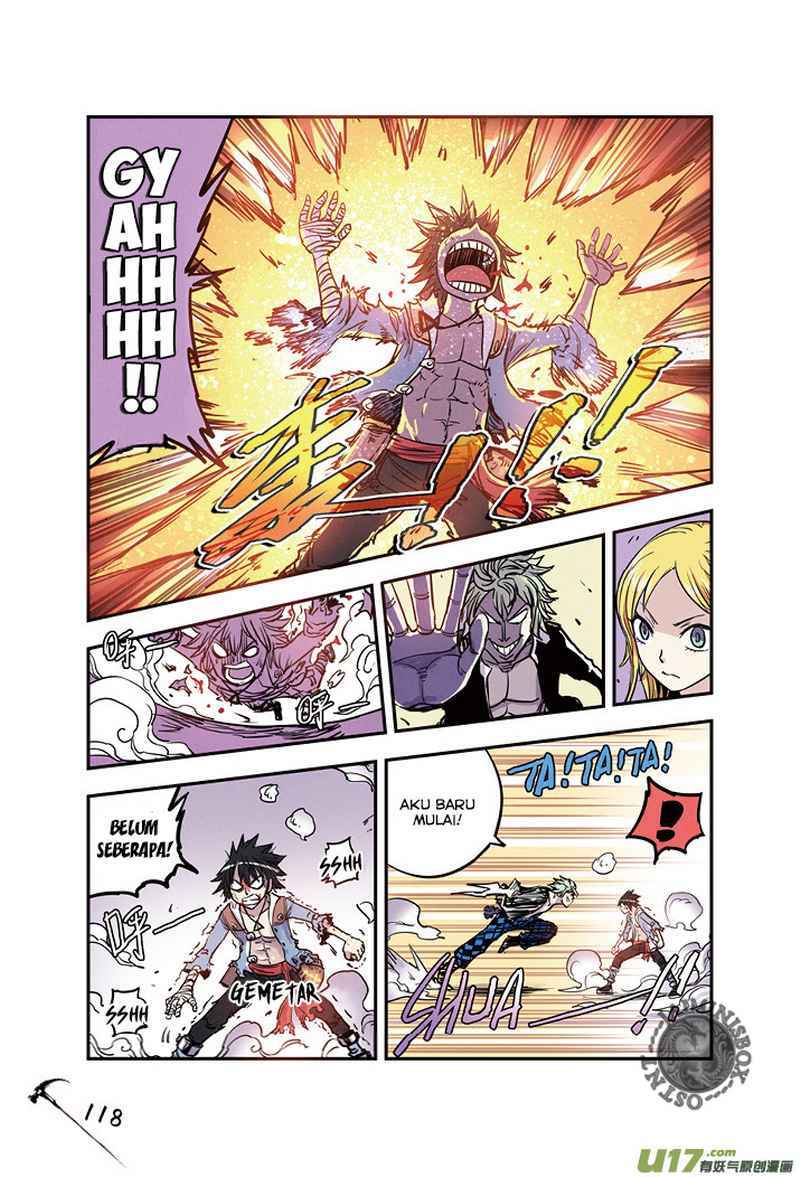 GY
AH
HH
HH
!!
!!!
呼
呼
BELUM
SEBERAPA!
呼
SSHH
SSHH
GEMETAR
AKU BARU
MULAI!
TA! TA! TA!
!
SHUA
!!
118
U17.com
有妖气原创漫画